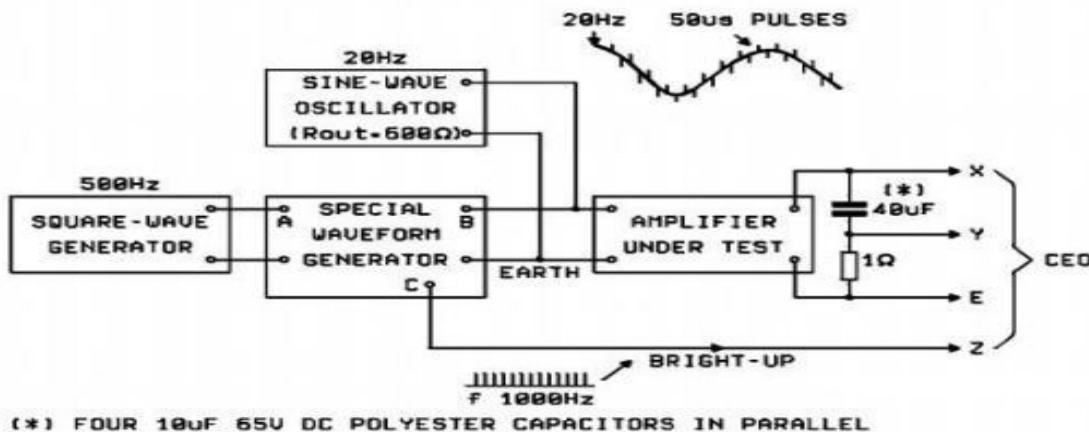 20Hz 50us PULSES
20Hz
SINE-WAVE
OSCILLATOR
(Rout=600Ω)
500Hz
SQUARE-WAVE
GENERATOR
A
SPECIAL
WAVEFORM
GENERATOR
B
C
EARTH
AMPLIFIER
UNDER TEST
(*)
40uF
1Ω
X
Y
E
Z
CRO
BRIGHT-UP
f 1000Hz
(*) FOUR 10uF 65V DC POLYESTER CAPACITORS IN PARALLEL